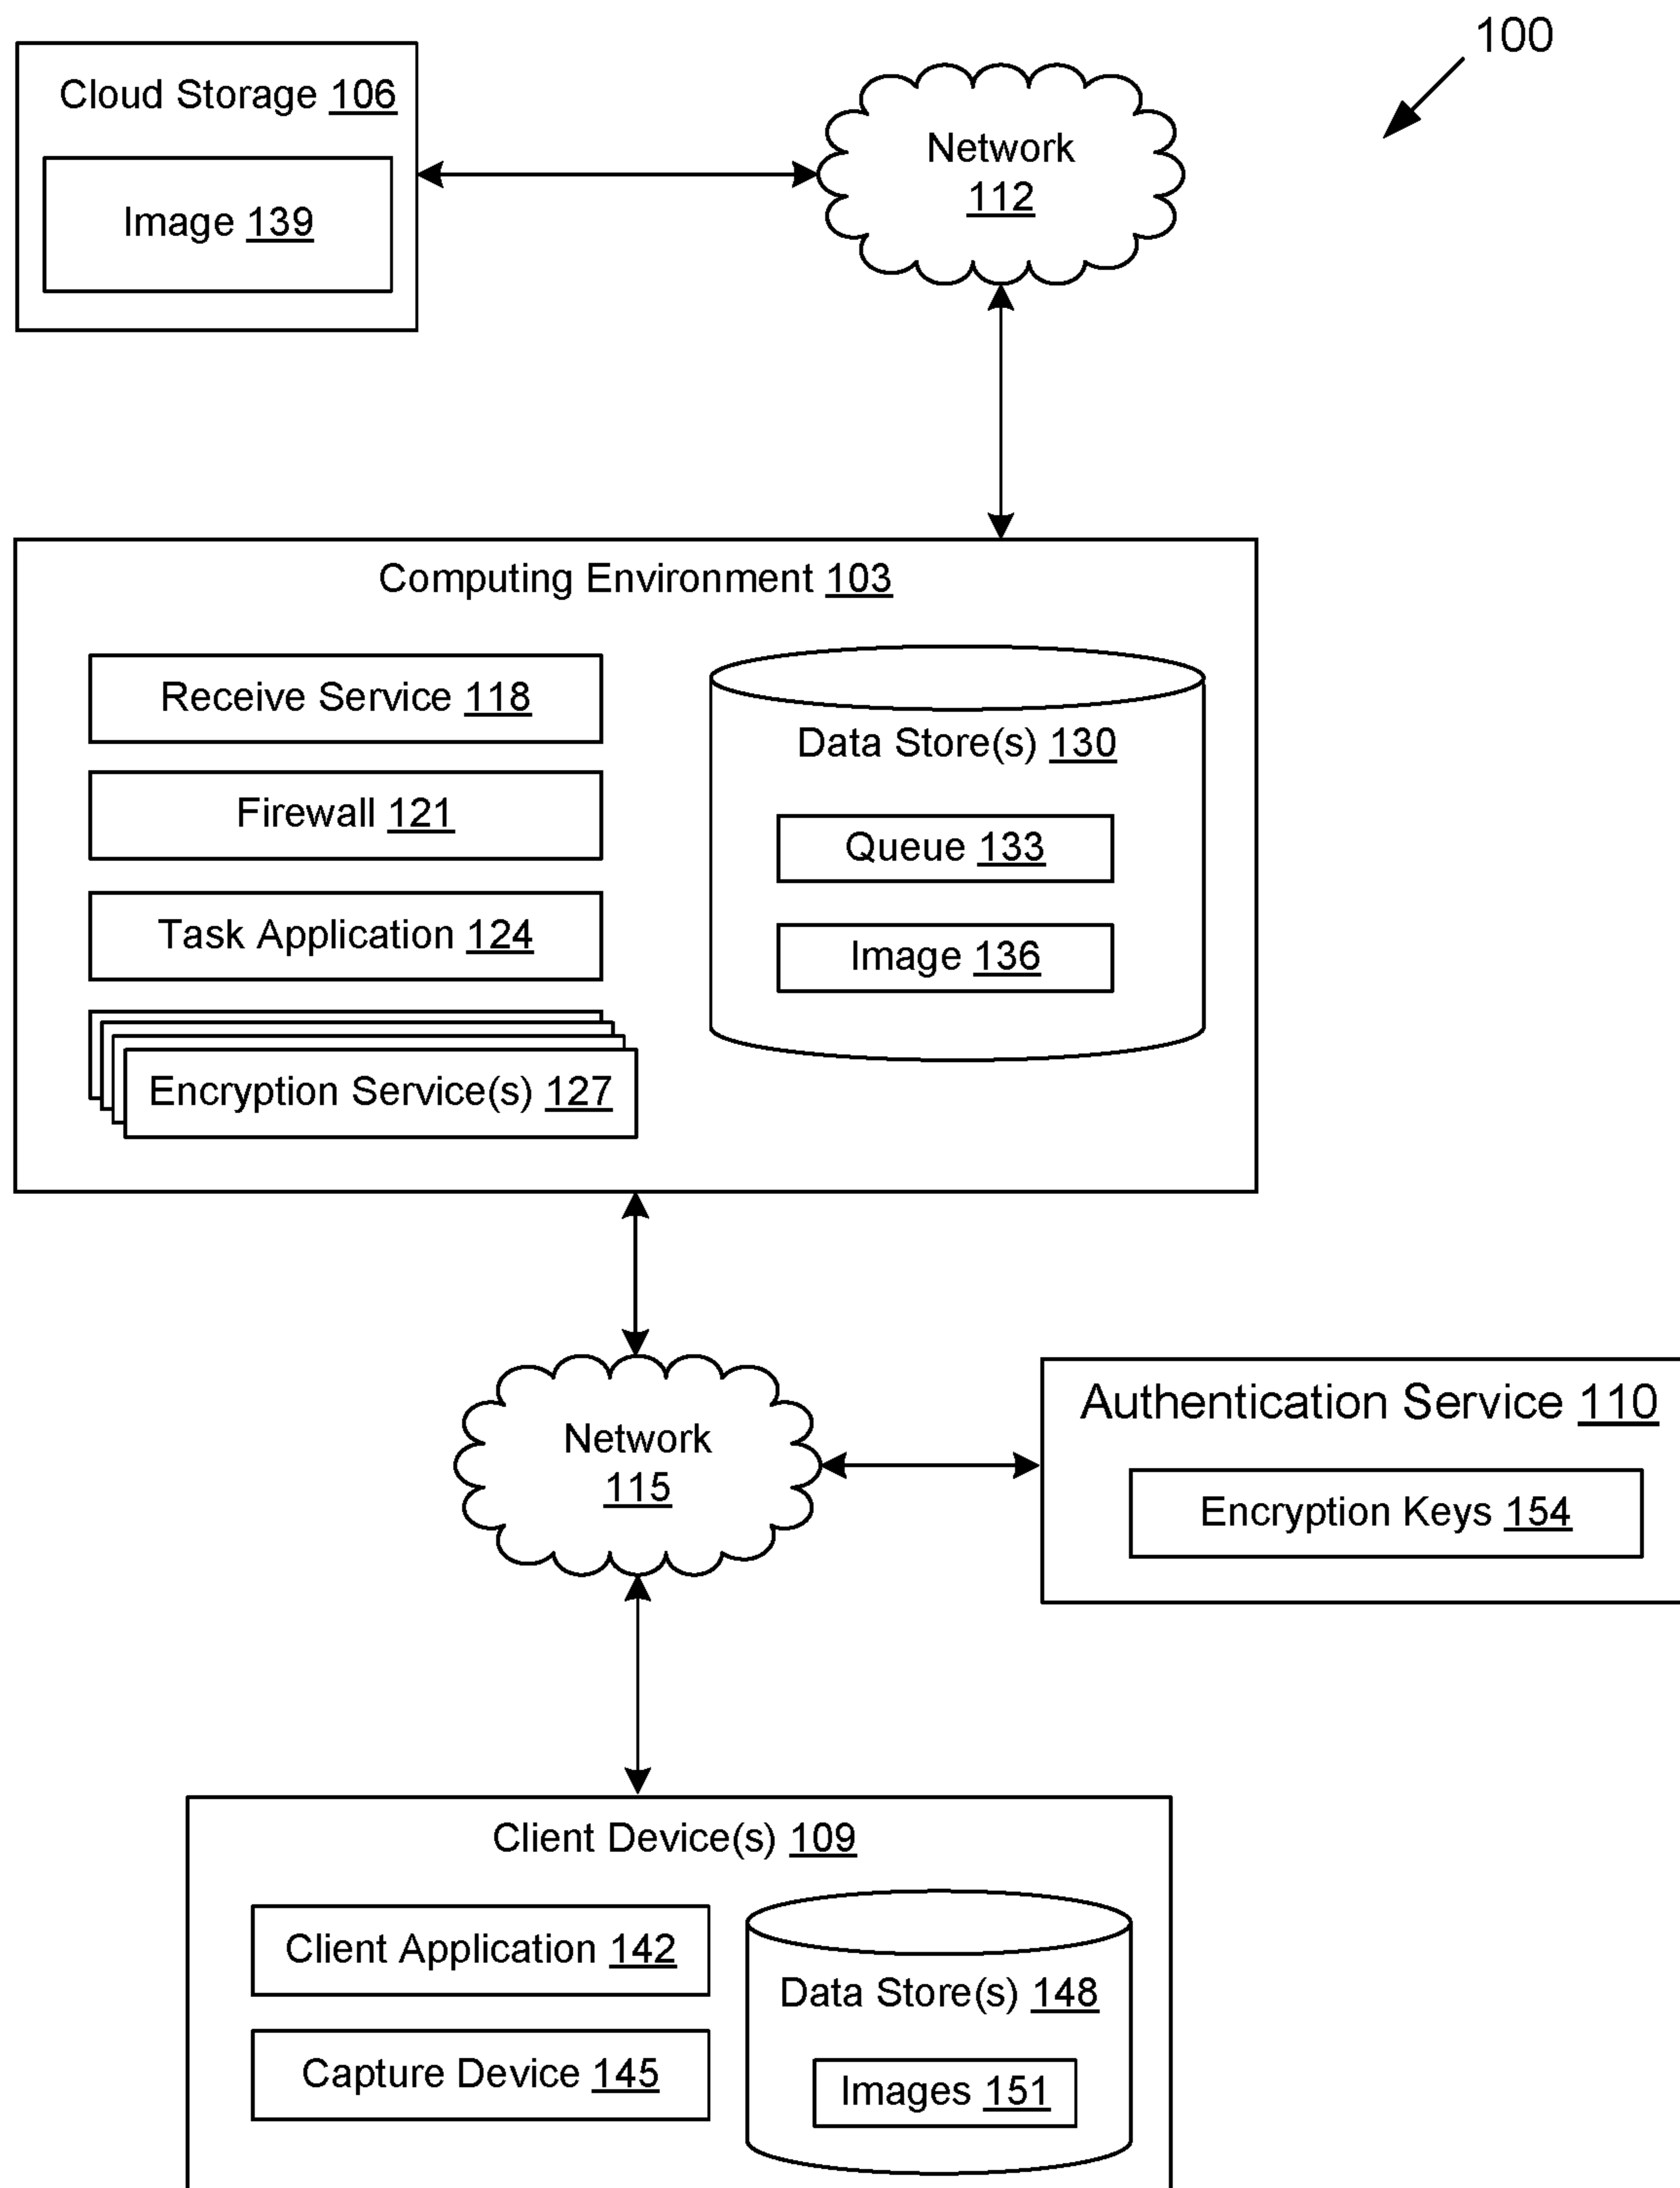 100
Cloud Storage 106
Image 139
Network
112
Computing Environment 103
Receive Service 118
Firewall 121
Task Application 124
Encryption Service(s) 127
Data Store(s) 130
Queue 133
Image 136
Network
115
Authentication Service 110
Encryption Keys 154
Client Device(s) 109
Client Application 142
Capture Device 145
Data Store(s) 148
Images 151